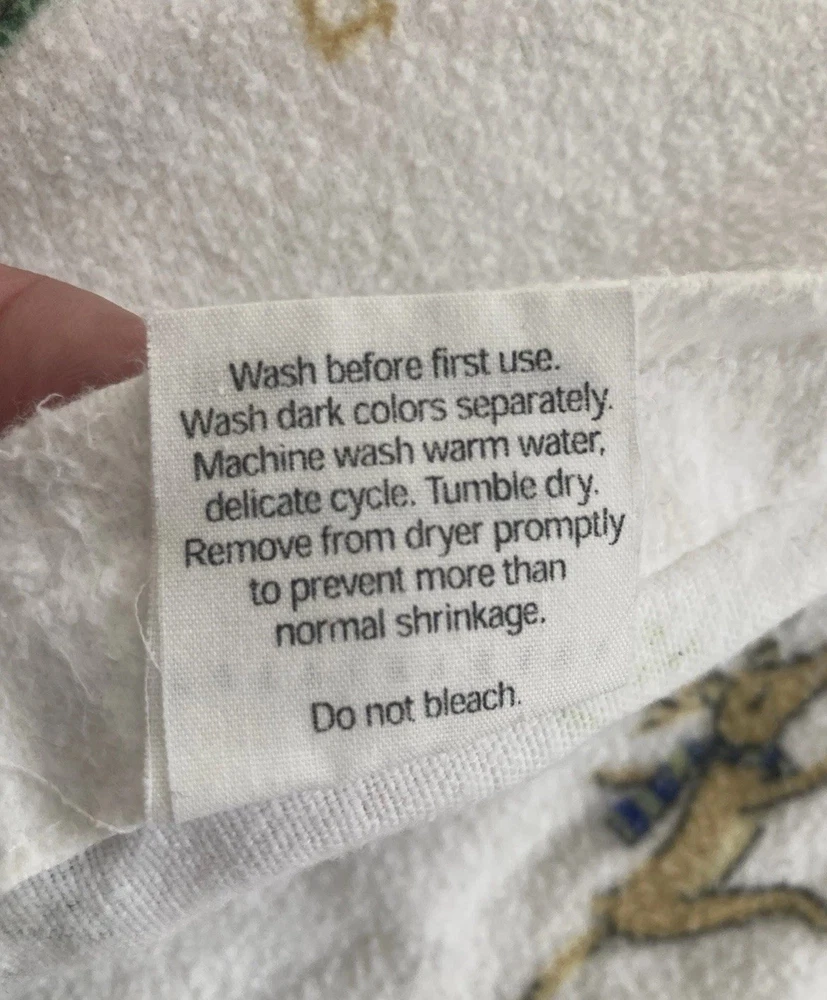 Wash before first use.
Wash dark colors separately.
Machine wash warm water,
delicate cycle. Tumble dry.
Remove from dryer promptly
to prevent more than
normal shrinkage.
Do not bleach.